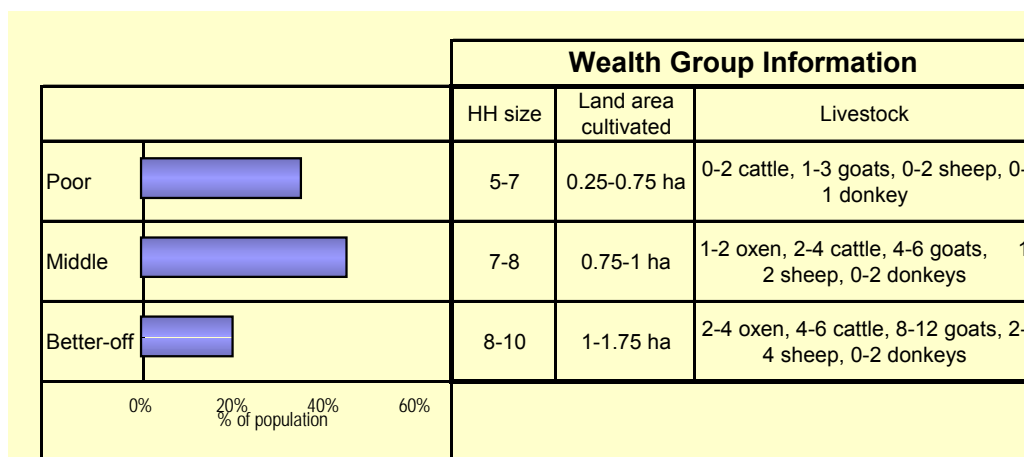 Wealth Group Information
HH size
Land area
cultivated
Livestock
Poor
5-7
0.25-0.75 ha
0-2 cattle, 1-3 goats, 0-2 sheep, 0-
1 donkey
Middle
7-8
0.75-1 ha
1-2 oxen, 2-4 cattle, 4-6 goats, 1
2 sheep, 0-2 donkeys
Better-off
8-10
1-1.75 ha
2-4 oxen, 4-6 cattle, 8-12 goats, 2-
4 sheep, 0-2 donkeys
0% 20% 40% 60%
% of population